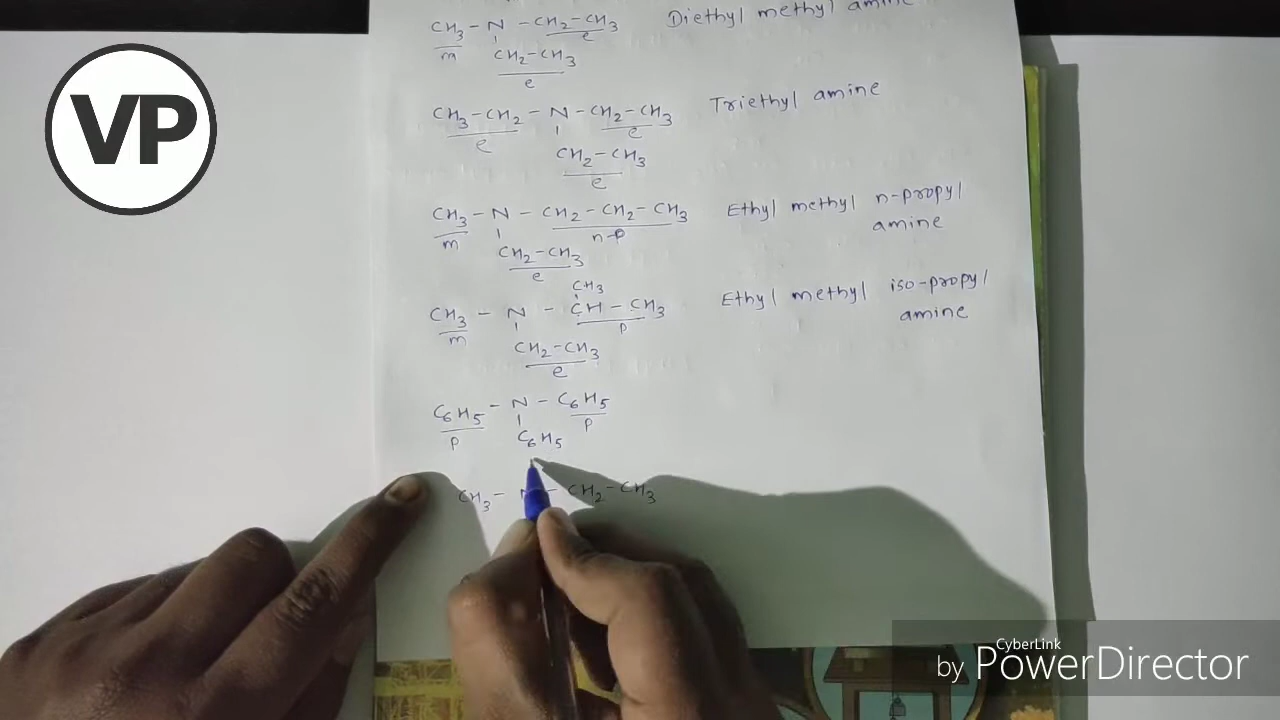 VP
CH3 - N - CH2 - CH3 Diethyl methyl amine
m e
CH2-CH3
e
CH3-CH2 - N - CH2-CH3 Triethyl amine
e e
CH2-CH3
e
CH3 - N - CH2-CH2-CH3 Ethyl methyl n-propyl
m n-p amine
CH2-CH3
e
CH3
CH3 - N - CH - CH3 Ethyl methyl iso-propyl
m p amine
CH2-CH3
e
C6H5 - N - C6H5
p p
C6H5
CH3 - N - CH2-CH3
CyberLink
by PowerDirector